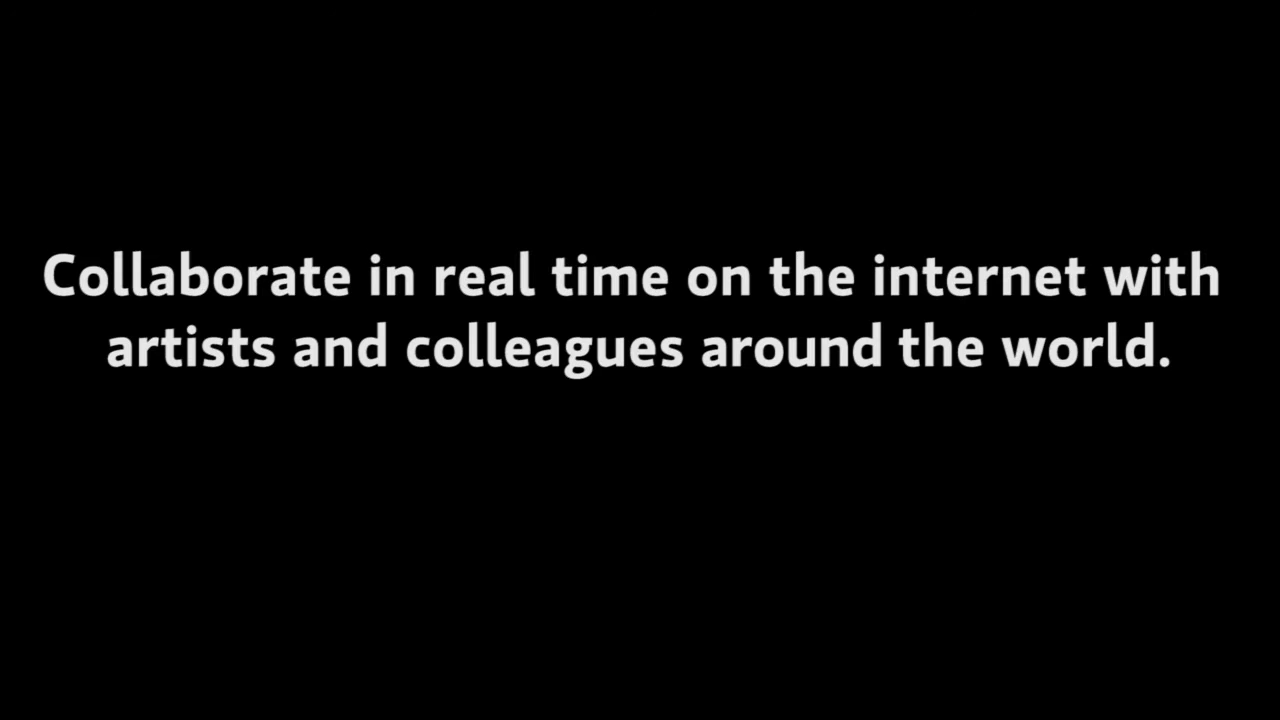 Collaborate in real time on the internet with
artists and colleagues around the world.